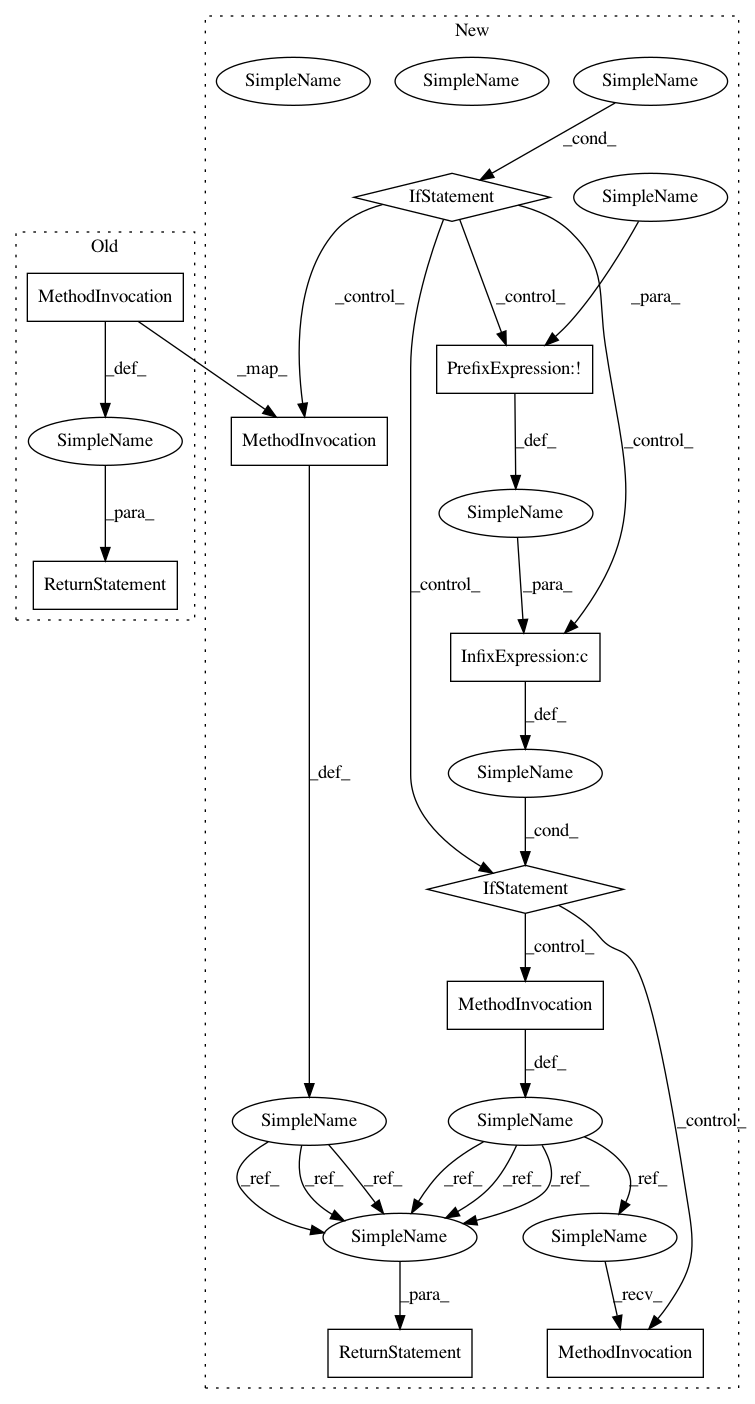 New
SimpleName
SimpleName
SimpleName
_cond_
IfStatement
SimpleName
Old
MethodInvocation
_control_
_control_
_para_
_def_
_map_
PrefixExpression:!
SimpleName
MethodInvocation
_def_
_control_
_para_
SimpleName
ReturnStatement
_control_
_para_
InfixExpression:c
_def_
_def_
SimpleName
_cond_
IfStatement
_control_
MethodInvocation
_def_
_control_
SimpleName
SimpleName
_ref_
_ref_
_ref_
_ref_
_ref_
_ref_
_ref_
SimpleName
SimpleName
_para_
_recv_
ReturnStatement
MethodInvocation